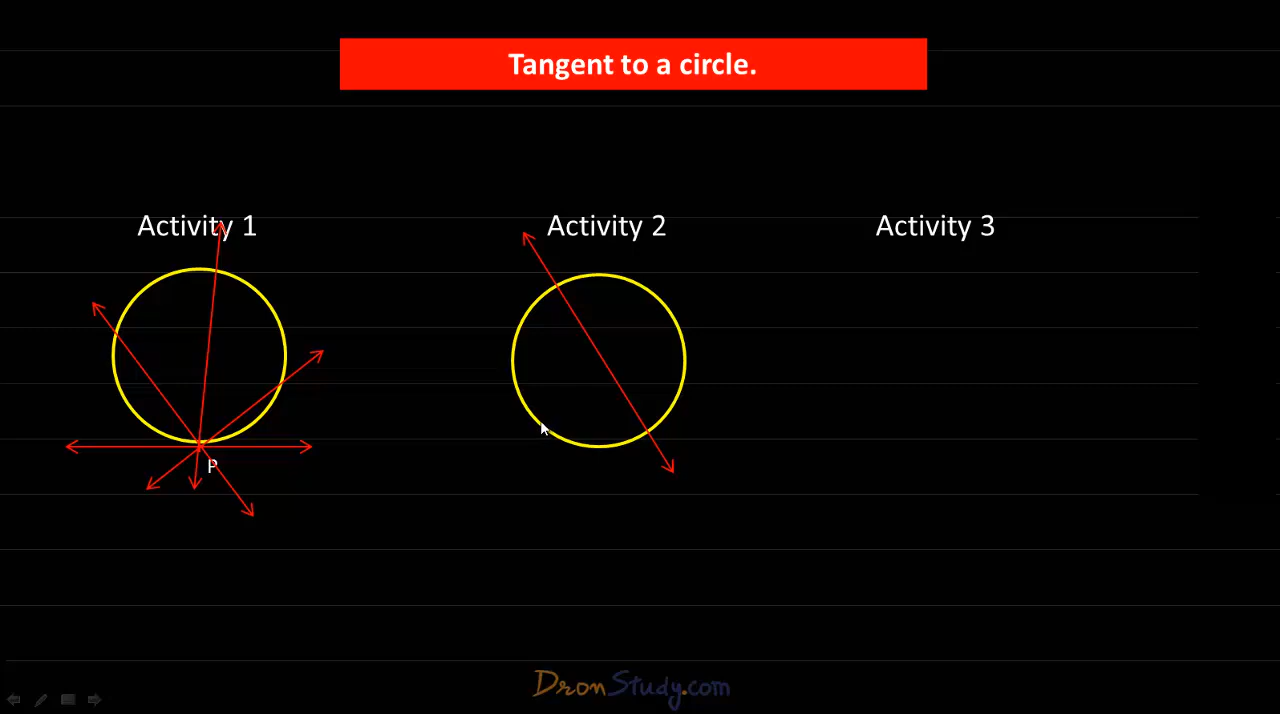 Tangent to a circle.
Activity 1
Activity 2
Activity 3
P
DronStudy.com